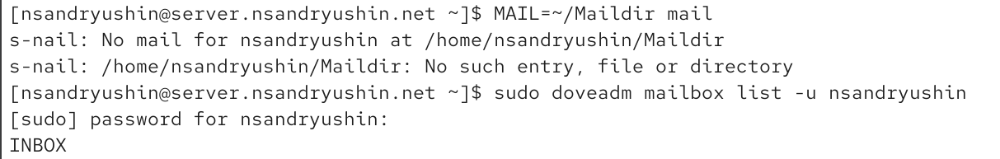 [nsandryushin@server.nsandryushin.net ~]$ MAIL=~/Maildir mail
s-nail: No mail for nsandryushin at /home/nsandryushin/Maildir
s-nail: /home/nsandryushin/Maildir: No such entry, file or directory
[nsandryushin@server.nsandryushin.net ~]$ sudo doveadm mailbox list -u nsandryushin
[sudo] password for nsandryushin:
INBOX